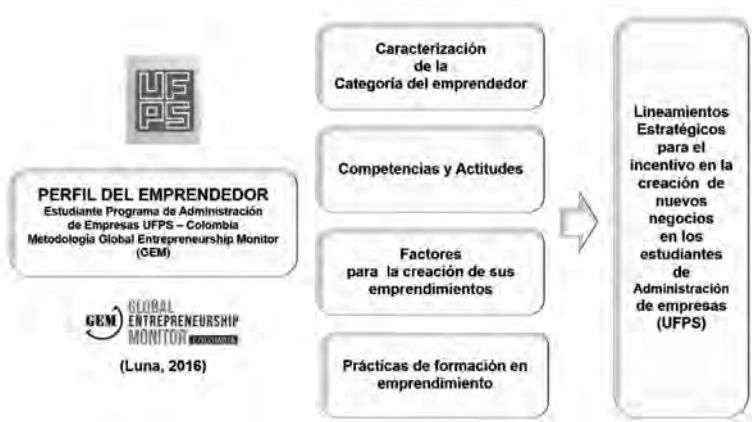 UF
PS
PERFIL DEL EMPRENDEDOR
Estudiante Programa de Administración
de Empresas UFPS – Colombia
Metodología Global Entrepreneurship Monitor
(GEM)
GEM
GLOBAL
ENTREPRENEURSHIP
MONITOR COLOMBIA
(Luna, 2016)
Caracterización
de la
Categoría del emprendedor
Competencias y Actitudes
Factores
para la creación de sus
emprendimientos
Prácticas de formación en
emprendimiento
Lineamientos
Estratégicos
para el
incentivo en la
creación de
nuevos
negocios
en los
estudiantes
de
Administración
de empresas
(UFPS)